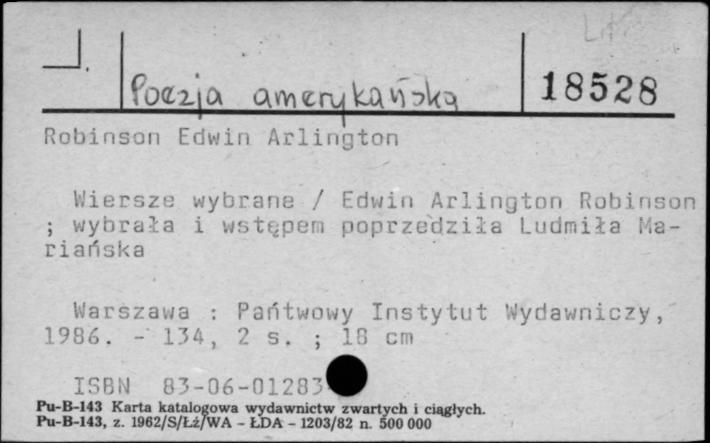 Lit
Poezja amerykańska
18528
Robinson Edwin Arlington
Wiersze wybrane / Edwin Arlington Robinson
; wybrała i wstępem poprzedziła Ludmiła Ma-
riańska
Warszawa : Pańtwowy Instytut Wydawniczy,
1986. - 134, 2 s. ; 18 cm
ISBN 83-06-01283
Pu-B-143 Karta katalogowa wydawnictw zwartych i ciągłych.
Pu-B-143, z. 1962/S/Łż/WA - ŁDA - 1203/82 n. 500 000